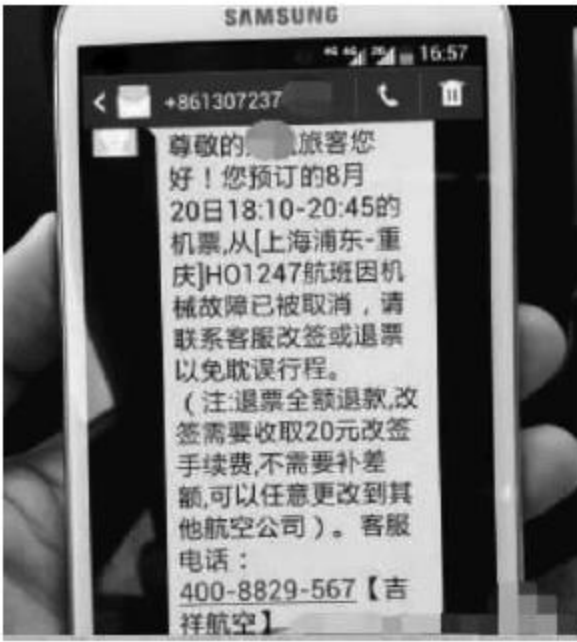 SAMSUNG
4G 4G 2G 16:57
+861307237
尊敬的 旅客您
好！您预订的8月
20日18:10-20:45的
机票,从[上海浦东-重
庆]HO1247航班因机
械故障已被取消，请
联系客服改签或退票
以免耽误行程。
（注:退票全额退款,改
签需要收取20元改签
手续费,不需要补差
额,可以任意更改到其
他航空公司）。客服
电话：
400-8829-567【吉
祥航空】